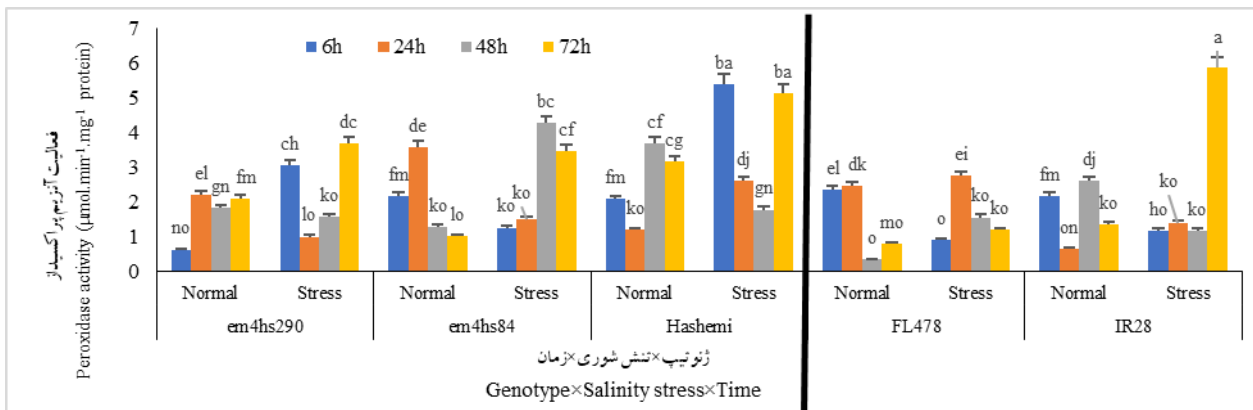 7
6
5
4
3
2
1
0
فعالیت آنزیم پراکسیداز
Peroxidase activity (μmol.min⁻¹.mg⁻¹ protein)
6h 24h 48h 72h
no el gn fm
ch lo ko dc
fm de ko lo
ko ko bc cf
fm ko cf cg
ba dj gn ba
el dk o mo
o ei ko ko
fm on dj ko
ho ko ko a
Normal Stress Normal Stress Normal Stress Normal Stress Normal Stress
em4hs290 em4hs84 Hashemi FL478 IR28
ژنوتیپ×تنش شوری×زمان
Genotype×Salinity stress×Time